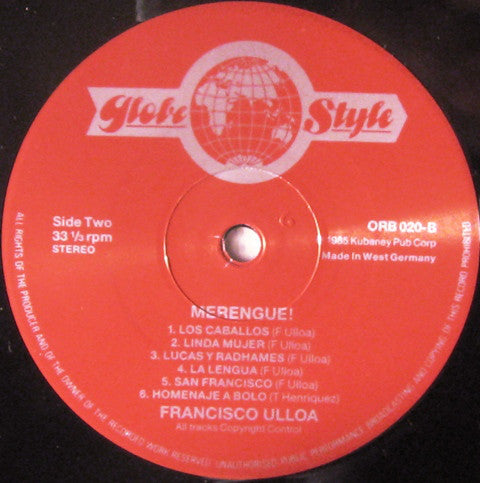 Globe Style
Side Two
33 ⅓ rpm
STEREO
ORB 020-B
1985 Kubaney Pub Corp
Made in West Germany
MERENGUE!
1. LOS CABALLOS (F Ulloa)
2. LINDA MUJER (F Ulloa)
3. LUCAS Y RADHAMES (F Ulloa)
4. LA LENGUA (F Ulloa)
5. SAN FRANCISCO (F Ulloa)
6. HOMENAJE A BOLO (T Henriquez)
FRANCISCO ULLOA
All tracks Copyright Control
ALL RIGHTS OF THE PRODUCER AND OF THE OWNER OF THE RECORDED WORK RESERVED. UNAUTHORISED PUBLIC PERFORMANCE BROADCASTING AND COPYING OF THIS RECORD PROHIBITED